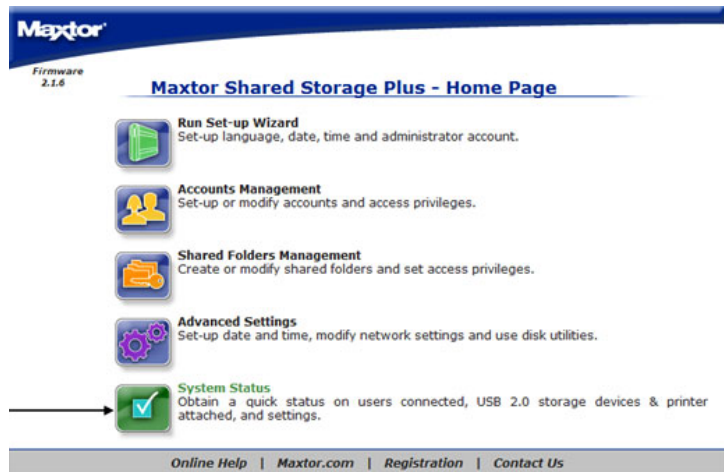 Maxtor
Firmware
2.1.6
Maxtor Shared Storage Plus - Home Page
Run Set-up Wizard
Set-up language, date, time and administrator account.
Accounts Management
Set-up or modify accounts and access privileges.
Shared Folders Management
Create or modify shared folders and set access privileges.
Advanced Settings
Set-up date and time, modify network settings and use disk utilities.
System Status
Obtain a quick status on users connected, USB 2.0 storage devices & printer
attached, and settings.
Online Help | Maxtor.com | Registration | Contact Us